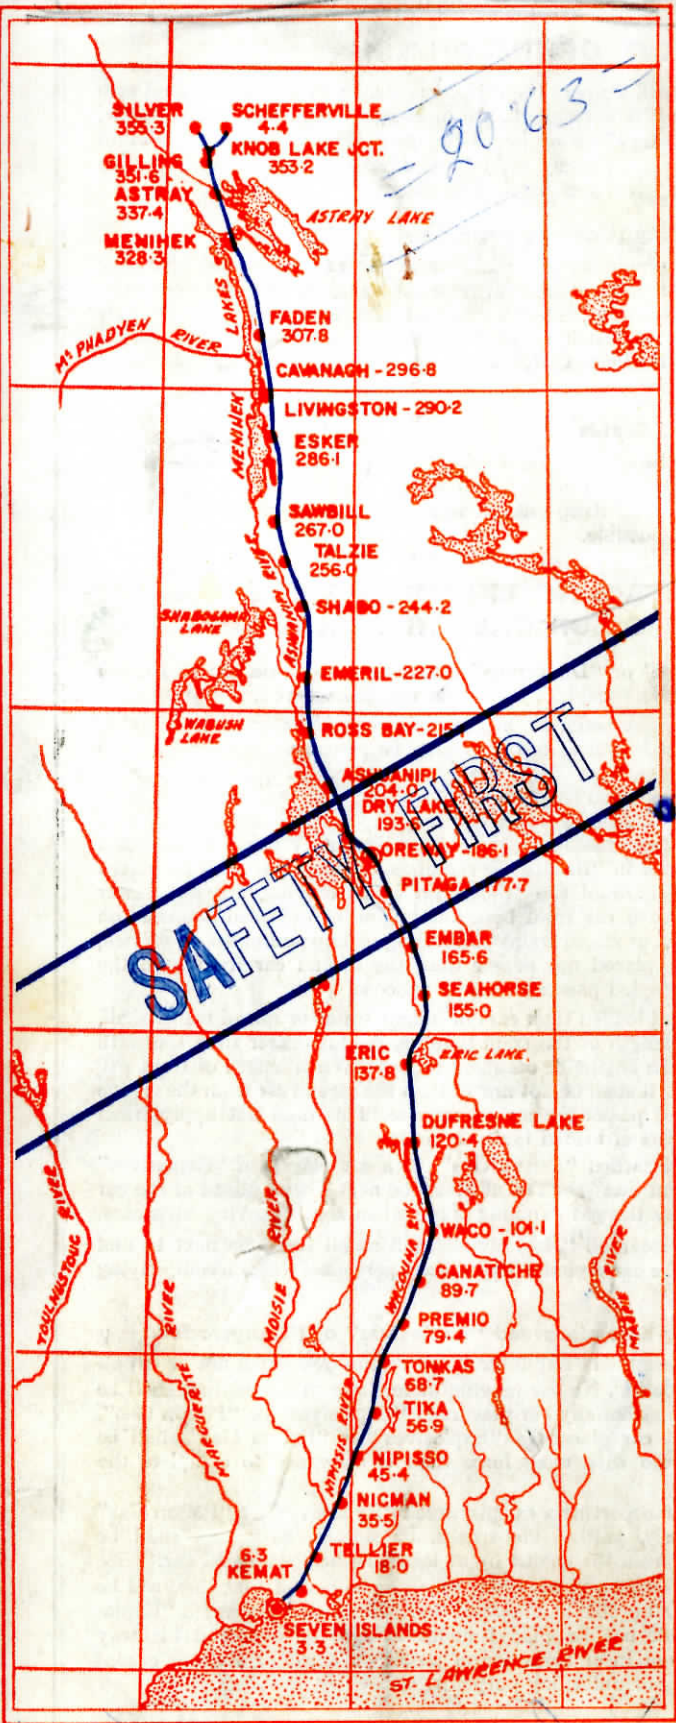 = 20.63 =
SILVER
355.3
SCHEFFERVILLE
4.4
KNOB LAKE JCT.
353.2
GILLING
351.6
ASTRAY
337.4
ASTRAY LAKE
MENIHEK
328.3
MENIHEK LAKES
FADEN
307.8
McPHADYEN RIVER
CAVANAGH - 296.8
LIVINGSTON - 290.2
ESKER
286.1
SAWBILL
267.0
TALZIE
256.0
SHABO - 244.2
SHABOGAMA
LAKE
EMERIL - 227.0
WABUSH
LAKE
ROSS BAY - 215.
ASHUANIPI
204.0
DRY LAKE
193.6
OREWAY - 186.1
PITAGA - 177.7
SAFETY FIRST
EMBAR
165.6
SEAHORSE
155.0
ERIC
137.8
ERIC LAKE
DUFRESNE LAKE
120.4
WACO - 101.1
WACOUNA RIV.
CANATICHE
89.7
PREMIO
79.4
TOULNUSTOUG RIVER
MOISIE RIVER
MARGUERITE RIVER
TONKAS
68.7
TIKA
56.9
NIPISSIS RIVER
NIPISSO
45.4
NICMAN
35.5
TELLIER
18.0
6.3
KEMAT
SEVEN ISLANDS
3.3
ST. LAWRENCE RIVER